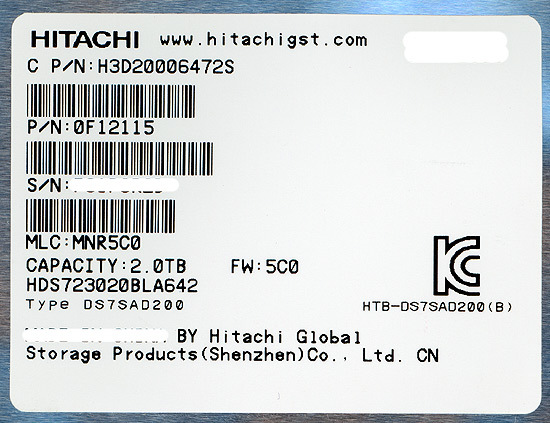 HITACHI www.hitachigst.com
C P/N:H3D20006472S
P/N:0F12115
S/N:
MLC:MNR5C0
CAPACITY:2.0TB FW:5C0
HDS723020BLA642
Type DS7SAD200
HTB-DS7SAD200(B)
BY Hitachi Global
Storage Products(Shenzhen)Co., Ltd. CN